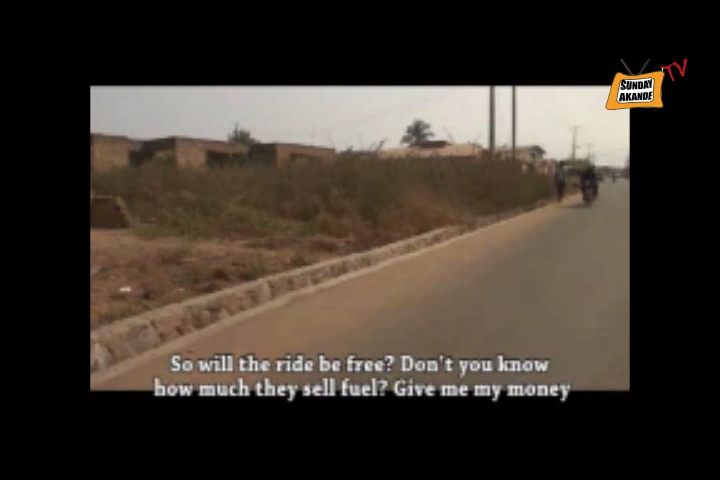 SUNDAY
AKANDE
TV
So will the ride be free? Don't you know
how much they sell fuel? Give me my money